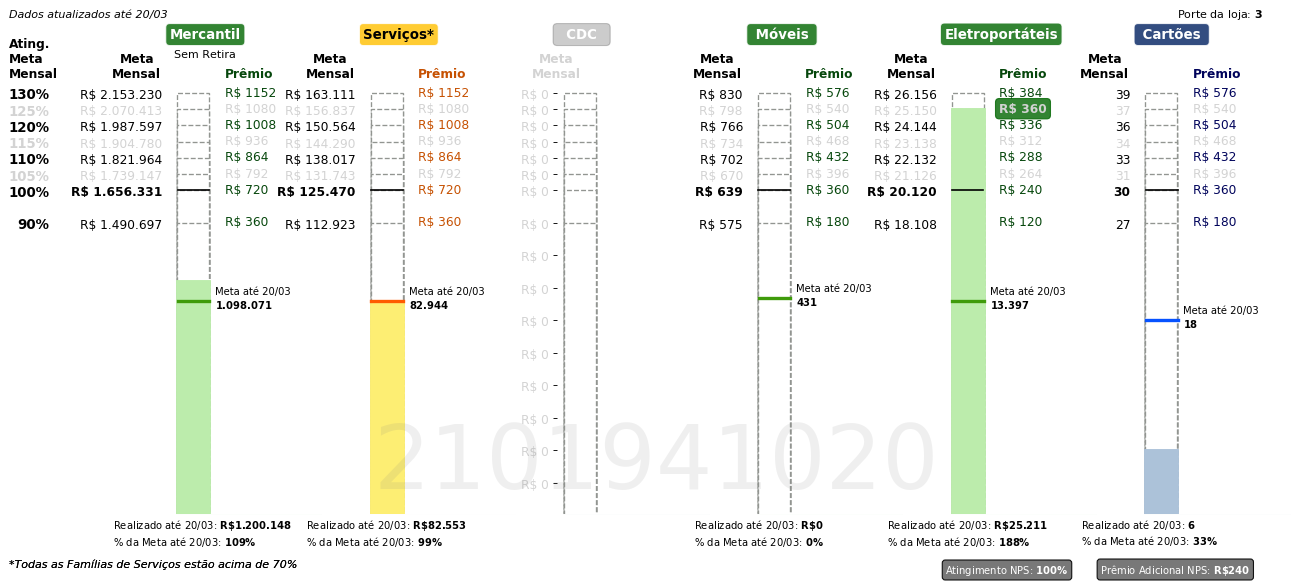 Dados atualizados até 20/03
Porte da loja: 3
Mercantil
Serviços*
CDC
Móveis
Eletroportáteis
Cartões
Sem Retira
Ating. Meta Mensal
Meta Mensal Prêmio Meta Mensal Prêmio Meta Mensal Meta Mensal Prêmio Meta Mensal Prêmio Meta Mensal Prêmio
130% R$ 2.153.230 R$ 1152 R$ 163.111 R$ 1152 R$ 0 R$ 830 R$ 576 R$ 26.156 R$ 384 39 R$ 576
125% R$ 2.070.413 R$ 1080 R$ 156.837 R$ 1080 R$ 0 R$ 798 R$ 540 R$ 25.150 R$ 360 37 R$ 540
120% R$ 1.987.597 R$ 1008 R$ 150.564 R$ 1008 R$ 0 R$ 766 R$ 504 R$ 24.144 R$ 336 36 R$ 504
115% R$ 1.904.780 R$ 936 R$ 144.290 R$ 936 R$ 0 R$ 734 R$ 468 R$ 23.138 R$ 312 34 R$ 468
110% R$ 1.821.964 R$ 864 R$ 138.017 R$ 864 R$ 0 R$ 702 R$ 432 R$ 22.132 R$ 288 33 R$ 432
105% R$ 1.739.147 R$ 792 R$ 131.743 R$ 792 R$ 0 R$ 670 R$ 396 R$ 21.126 R$ 264 31 R$ 396
100% R$ 1.656.331 R$ 720 R$ 125.470 R$ 720 R$ 0 R$ 639 R$ 360 R$ 20.120 R$ 240 30 R$ 360
90% R$ 1.490.697 R$ 360 R$ 112.923 R$ 360 R$ 0 R$ 575 R$ 180 R$ 18.108 R$ 120 27 R$ 180
R$ 0
R$ 0
R$ 0
R$ 0
R$ 0
R$ 0
R$ 0
R$ 0
Meta até 20/03
1.098.071
Meta até 20/03
82.944
Meta até 20/03
431
Meta até 20/03
13.397
Meta até 20/03
18
2101941020
Realizado até 20/03: R$1.200.148
% da Meta até 20/03: 109%
Realizado até 20/03: R$82.553
% da Meta até 20/03: 99%
Realizado até 20/03: R$0
% da Meta até 20/03: 0%
Realizado até 20/03: R$25.211
% da Meta até 20/03: 188%
Realizado até 20/03: 6
% da Meta até 20/03: 33%
*Todas as Famílias de Serviços estão acima de 70%
Atingimento NPS: 100%
Prêmio Adicional NPS: R$240